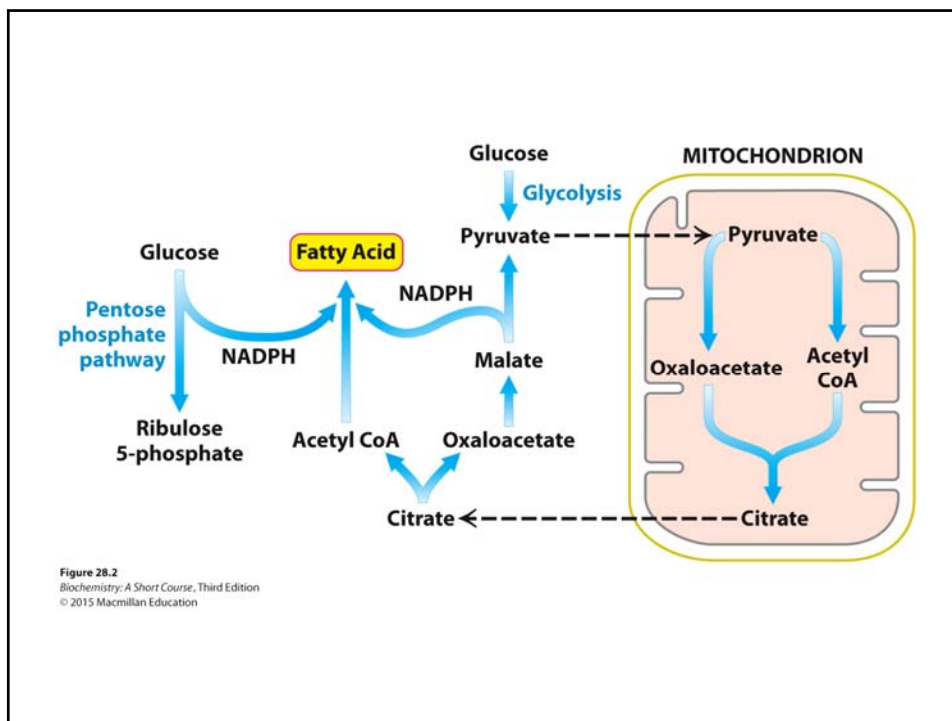 Glucose
MITOCHONDRION
Glycolysis
Pyruvate
Pyruvate
Glucose
Fatty Acid
NADPH
Pentose
phosphate
pathway
NADPH
Malate
Oxaloacetate
Acetyl
CoA
Ribulose
5-phosphate
Acetyl CoA
Oxaloacetate
Citrate
Citrate
Figure 28.2
Biochemistry: A Short Course, Third Edition
© 2015 Macmillan Education